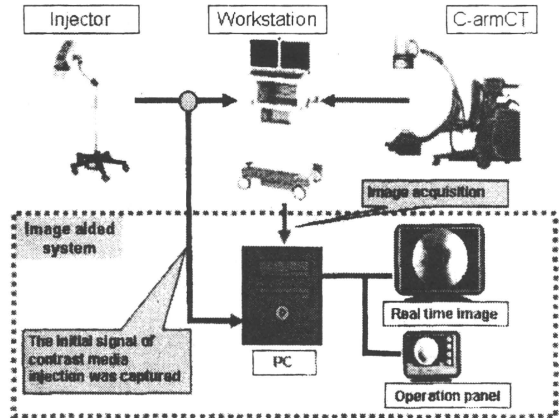 Injector
Workstation
C-armCT
Image acquisition
Image aided
system
The initial signal of
contrast media
injection was captured
PC
Real time image
Operation panel